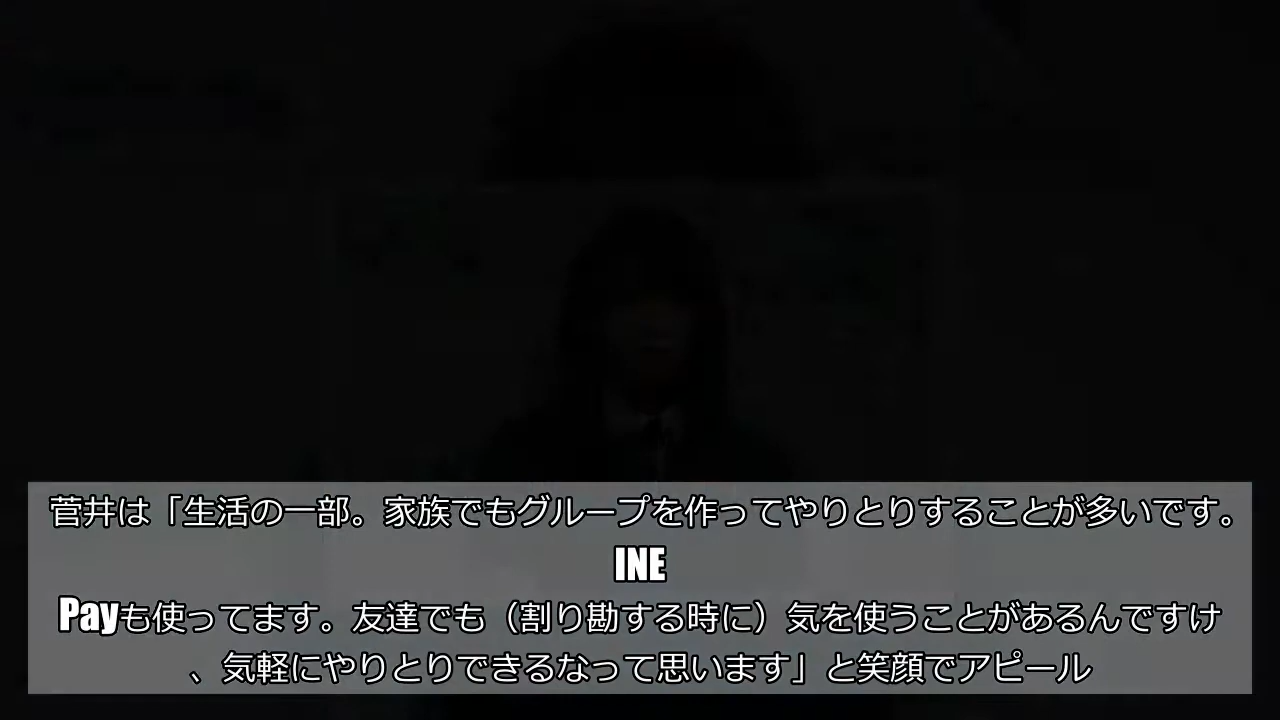 菅井は「生活の一部。家族でもグループを作ってやりとりすることが多いです。
INE
Payも使ってます。友達でも（割り勘する時に）気を使うことがあるんですけ
、気軽にやりとりできるなって思います」と笑顔でアピール